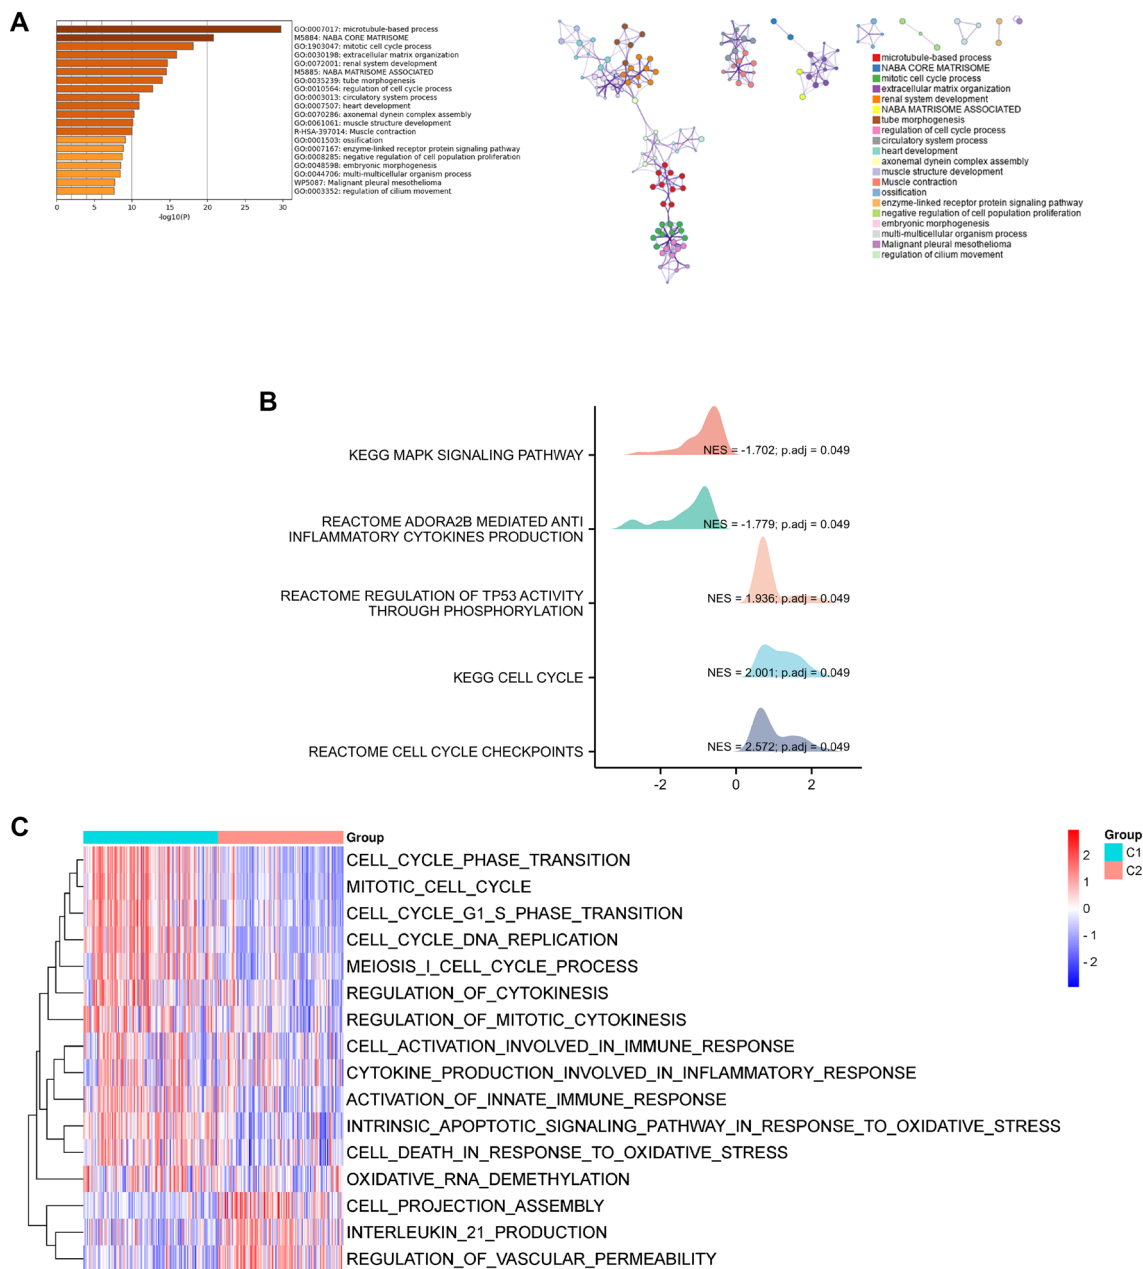 A
GO:0007017: microtubule-based process
M5884: NABA CORE MATRISOME
GO:1903047: mitotic cell cycle process
GO:0030198: extracellular matrix organization
GO:0072001: renal system development
M5885: NABA MATRISOME ASSOCIATED
GO:0035239: tube morphogenesis
GO:0010564: regulation of cell cycle process
GO:0003013: circulatory system process
GO:0007507: heart development
GO:0070286: axonemal dynein complex assembly
GO:0061061: muscle structure development
R-HSA-397014: Muscle contraction
GO:0001503: ossification
GO:0007167: enzyme-linked receptor protein signaling pathway
GO:0008285: negative regulation of cell population proliferation
GO:0048598: embryonic morphogenesis
GO:0044706: multi-multicellular organism process
WP5087: Malignant pleural mesothelioma
GO:0003352: regulation of cilium movement
0 5 10 15 20 25 30
-log10(P)
microtubule-based process
NABA CORE MATRISOME
mitotic cell cycle process
extracellular matrix organization
renal system development
NABA MATRISOME ASSOCIATED
tube morphogenesis
regulation of cell cycle process
circulatory system process
heart development
axonemal dynein complex assembly
muscle structure development
Muscle contraction
ossification
enzyme-linked receptor protein signaling pathway
negative regulation of cell population proliferation
embryonic morphogenesis
multi-multicellular organism process
Malignant pleural mesothelioma
regulation of cilium movement
B
KEGG MAPK SIGNALING PATHWAY
NES = -1.702; p.adj = 0.049
REACTOME ADORA2B MEDIATED ANTI
INFLAMMATORY CYTOKINES PRODUCTION
NES = -1.779; p.adj = 0.049
REACTOME REGULATION OF TP53 ACTIVITY
THROUGH PHOSPHORYLATION
NES = 1.936; p.adj = 0.049
KEGG CELL CYCLE
NES = 2.001; p.adj = 0.049
REACTOME CELL CYCLE CHECKPOINTS
NES = 2.572; p.adj = 0.049
-2 0 2
C
Group
CELL_CYCLE_PHASE_TRANSITION
MITOTIC_CELL_CYCLE
CELL_CYCLE_G1_S_PHASE_TRANSITION
CELL_CYCLE_DNA_REPLICATION
MEIOSIS_I_CELL_CYCLE_PROCESS
REGULATION_OF_CYTOKINESIS
REGULATION_OF_MITOTIC_CYTOKINESIS
CELL_ACTIVATION_INVOLVED_IN_IMMUNE_RESPONSE
CYTOKINE_PRODUCTION_INVOLVED_IN_INFLAMMATORY_RESPONSE
ACTIVATION_OF_INNATE_IMMUNE_RESPONSE
INTRINSIC_APOPTOTIC_SIGNALING_PATHWAY_IN_RESPONSE_TO_OXIDATIVE_STRESS
CELL_DEATH_IN_RESPONSE_TO_OXIDATIVE_STRESS
OXIDATIVE_RNA_DEMETHYLATION
CELL_PROJECTION_ASSEMBLY
INTERLEUKIN_21_PRODUCTION
REGULATION_OF_VASCULAR_PERMEABILITY
2
1
0
- 1
- 2
Group
C1
C2